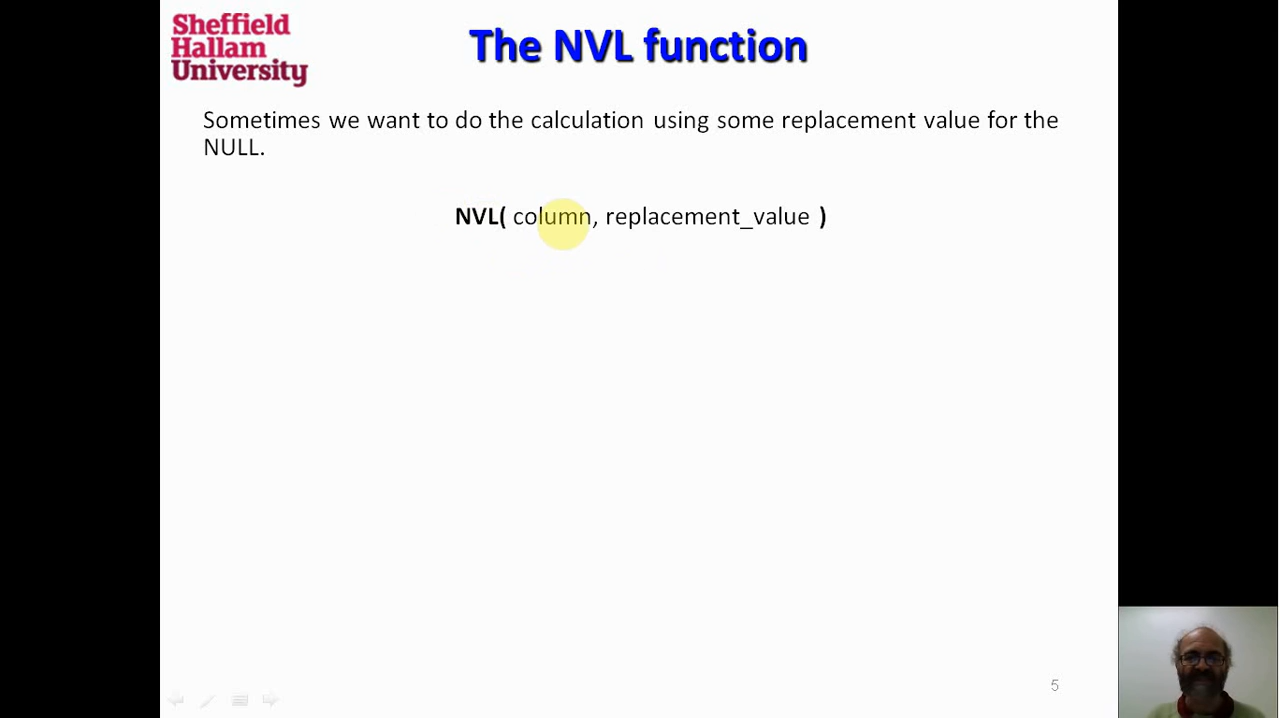 Sheffield
Hallam
University
The NVL function
Sometimes we want to do the calculation using some replacement value for the
NULL.
NVL( column, replacement_value )
5